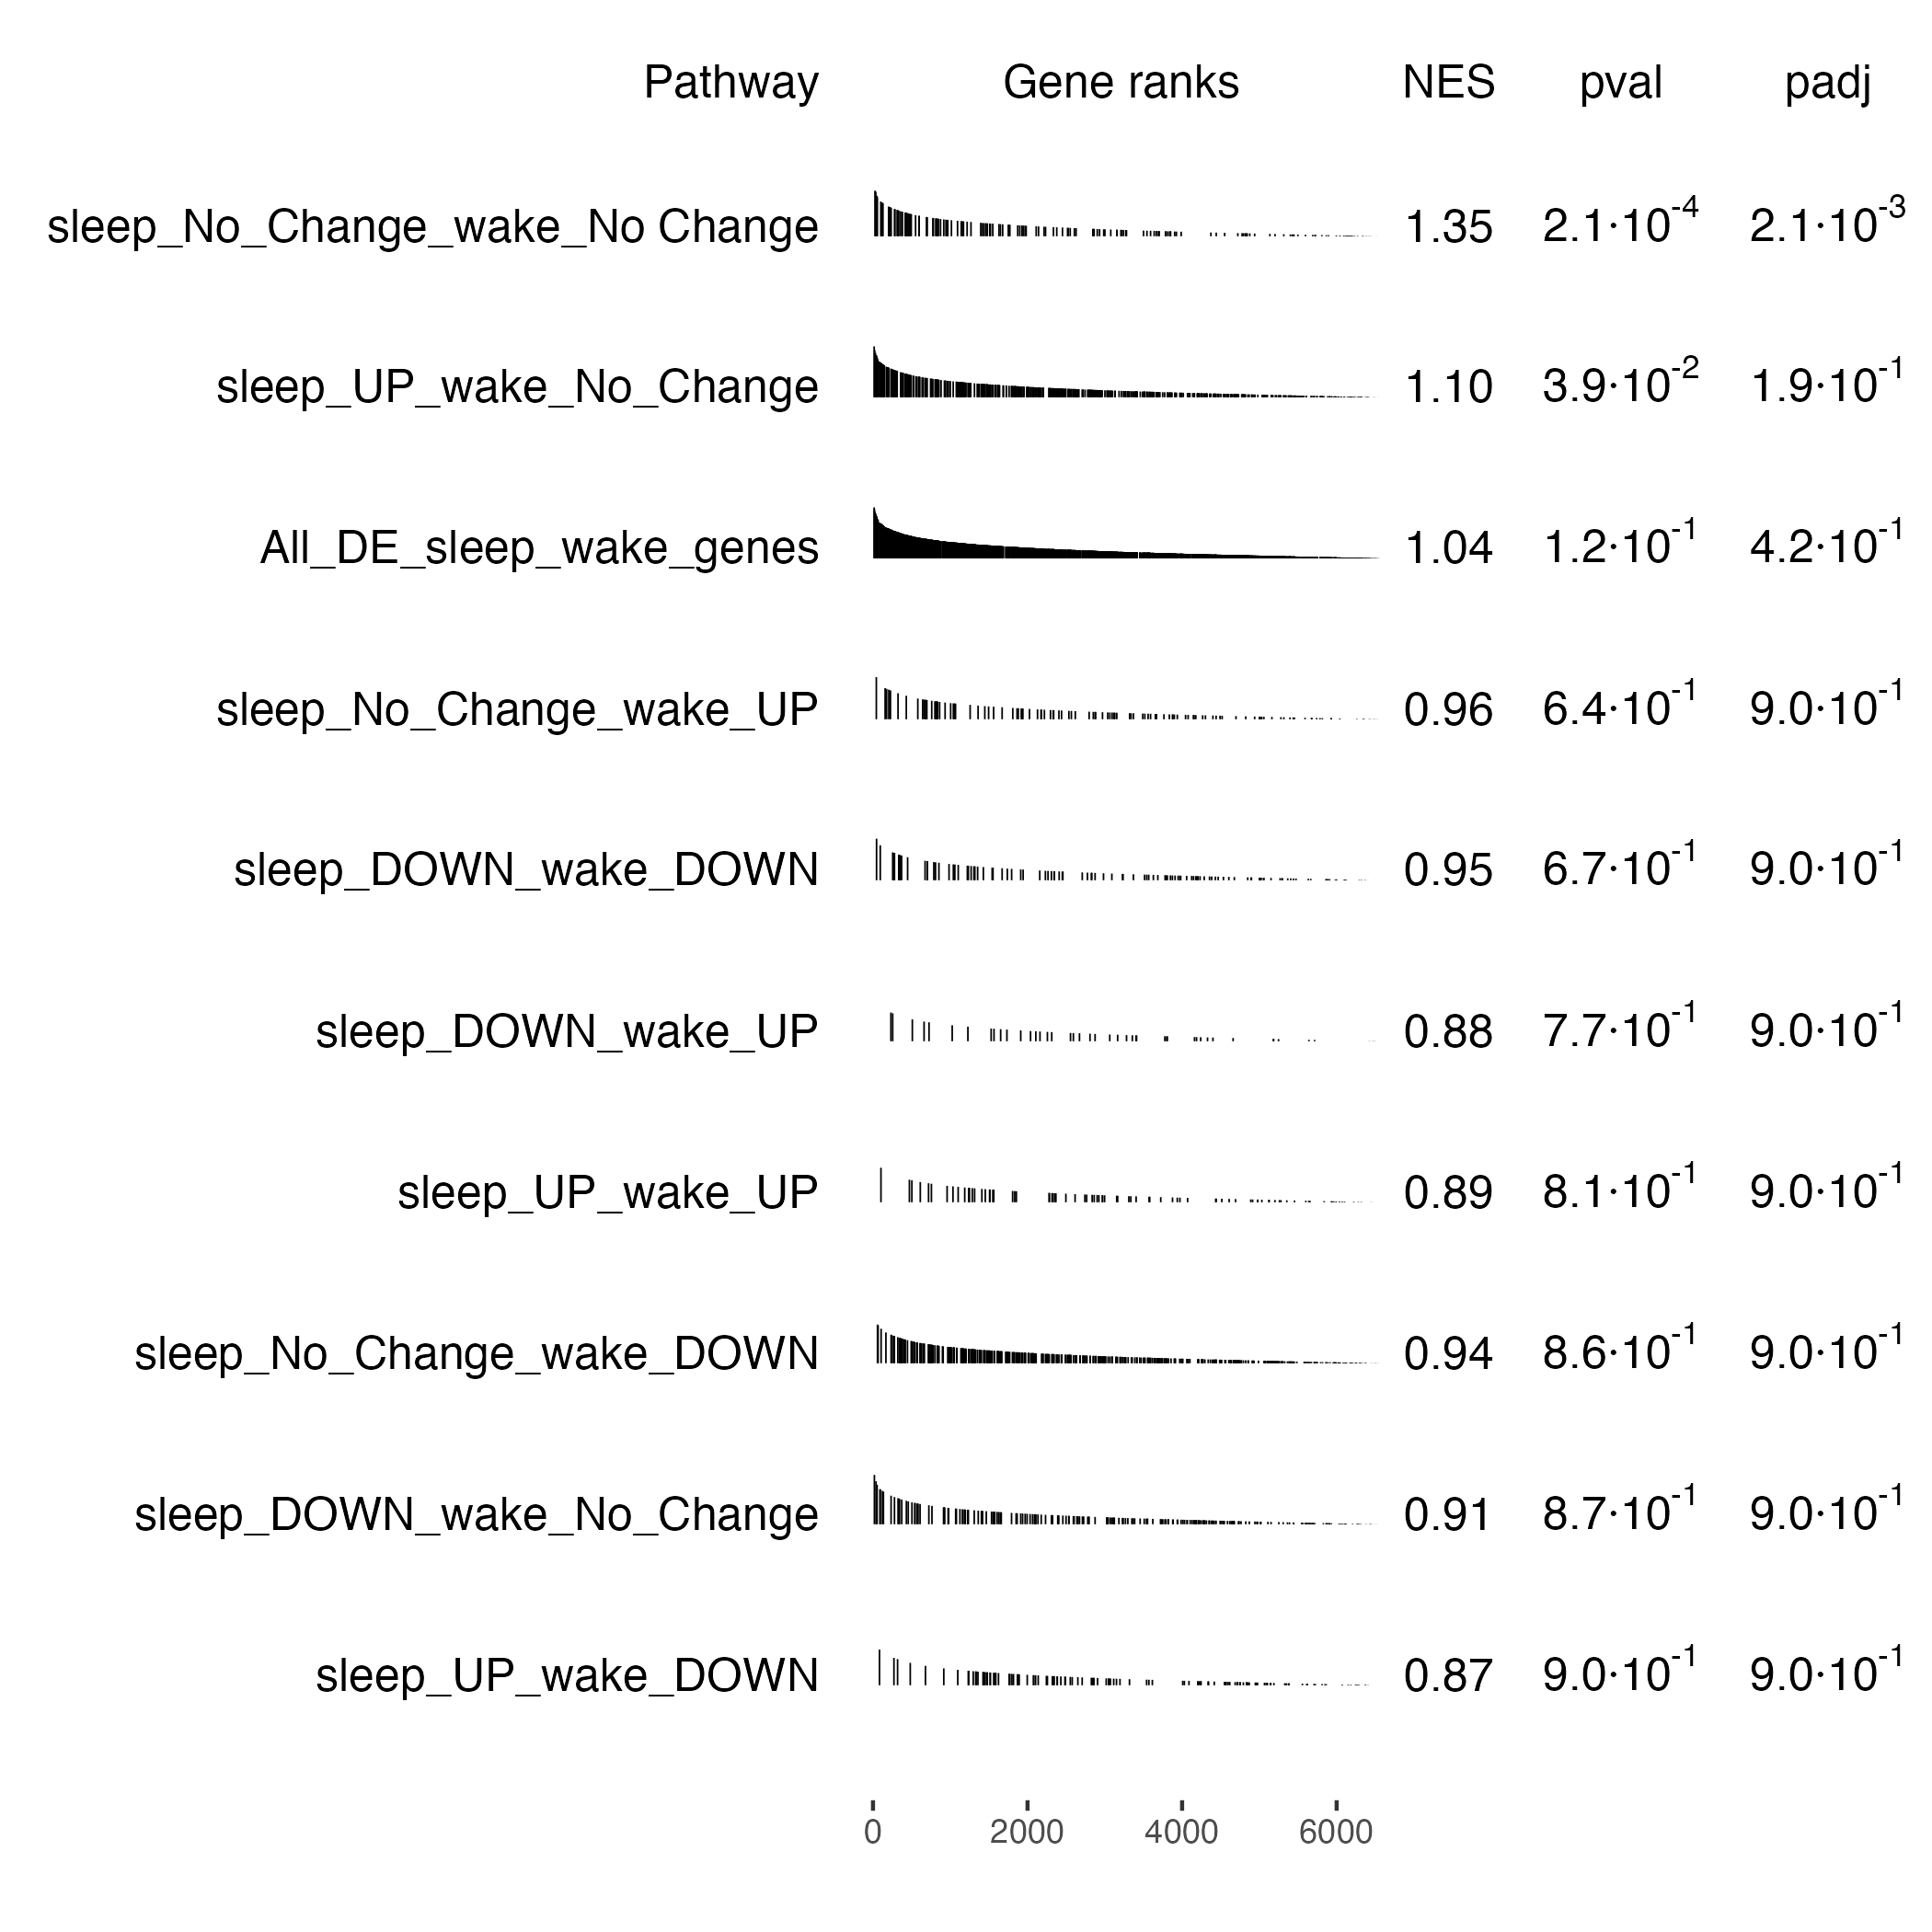 Pathway Gene ranks NES pval padj
sleep_No_Change_wake_No Change 1.35 2.1·10⁻⁴ 2.1·10⁻³
sleep_UP_wake_No_Change 1.10 3.9·10⁻² 1.9·10⁻¹
All_DE_sleep_wake_genes 1.04 1.2·10⁻¹ 4.2·10⁻¹
sleep_No_Change_wake_UP 0.96 6.4·10⁻¹ 9.0·10⁻¹
sleep_DOWN_wake_DOWN 0.95 6.7·10⁻¹ 9.0·10⁻¹
sleep_DOWN_wake_UP 0.88 7.7·10⁻¹ 9.0·10⁻¹
sleep_UP_wake_UP 0.89 8.1·10⁻¹ 9.0·10⁻¹
sleep_No_Change_wake_DOWN 0.94 8.6·10⁻¹ 9.0·10⁻¹
sleep_DOWN_wake_No_Change 0.91 8.7·10⁻¹ 9.0·10⁻¹
sleep_UP_wake_DOWN 0.87 9.0·10⁻¹ 9.0·10⁻¹
0 2000 4000 6000